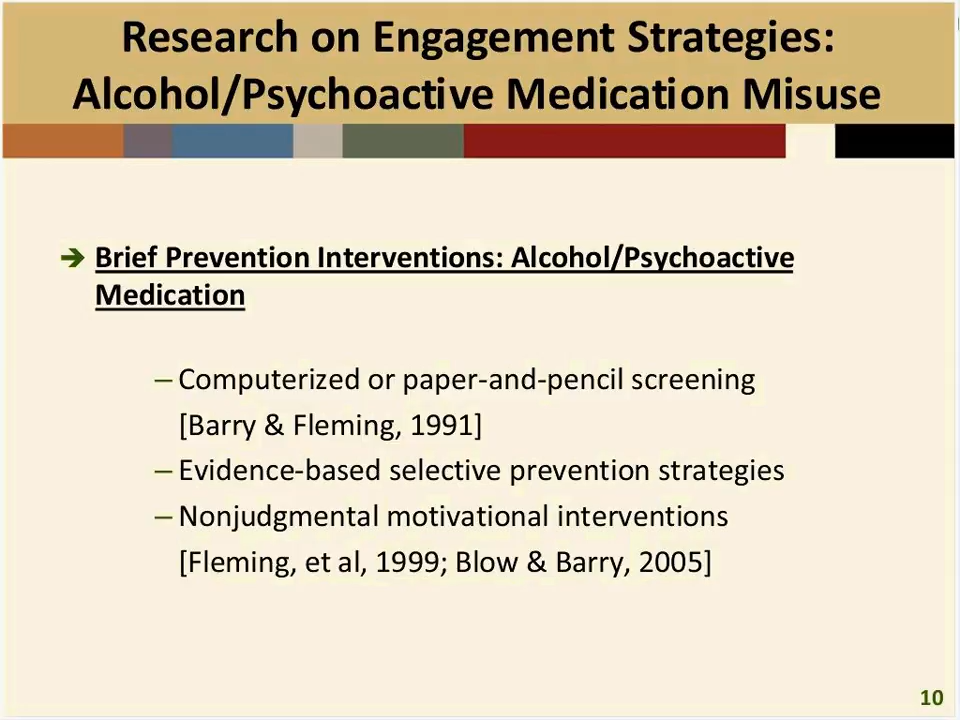 Research on Engagement Strategies:
Alcohol/Psychoactive Medication Misuse
➔ Brief Prevention Interventions: Alcohol/Psychoactive
Medication
– Computerized or paper-and-pencil screening
[Barry & Fleming, 1991]
– Evidence-based selective prevention strategies
– Nonjudgmental motivational interventions
[Fleming, et al, 1999; Blow & Barry, 2005]
10